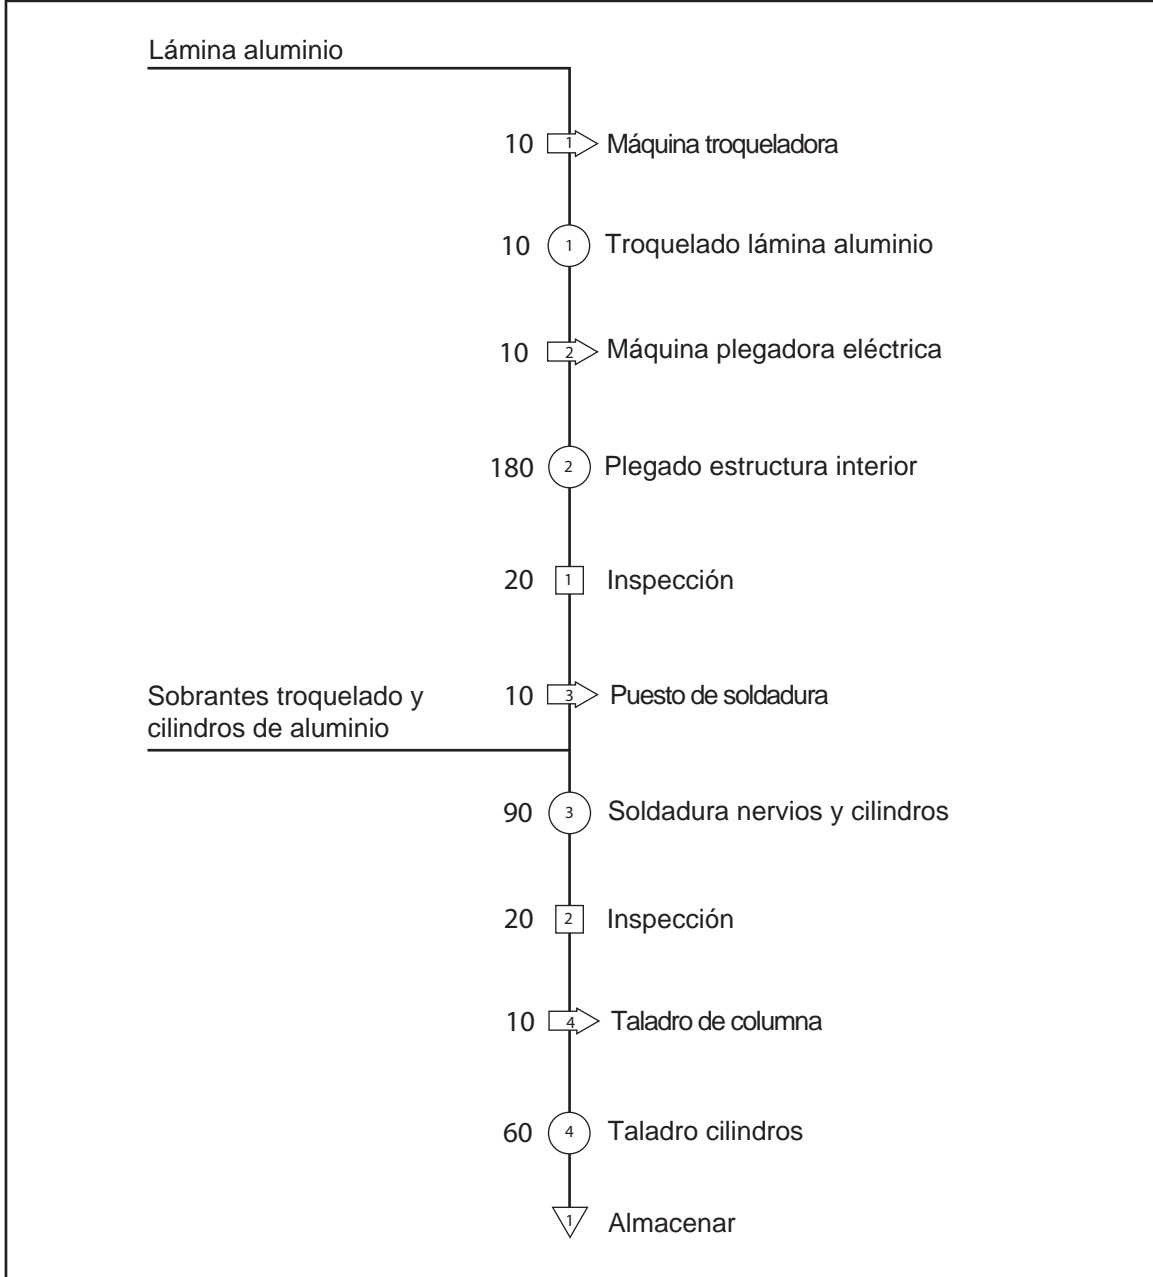 Lámina aluminio
10 1 Máquina troqueladora
10 1 Troquelado lámina aluminio
10 2 Máquina plegadora eléctrica
180 2 Plegado estructura interior
20 1 Inspección
Sobrantes troquelado y
cilindros de aluminio
10 3 Puesto de soldadura
90 3 Soldadura nervios y cilindros
20 2 Inspección
10 4 Taladro de columna
60 4 Taladro cilindros
1 Almacenar